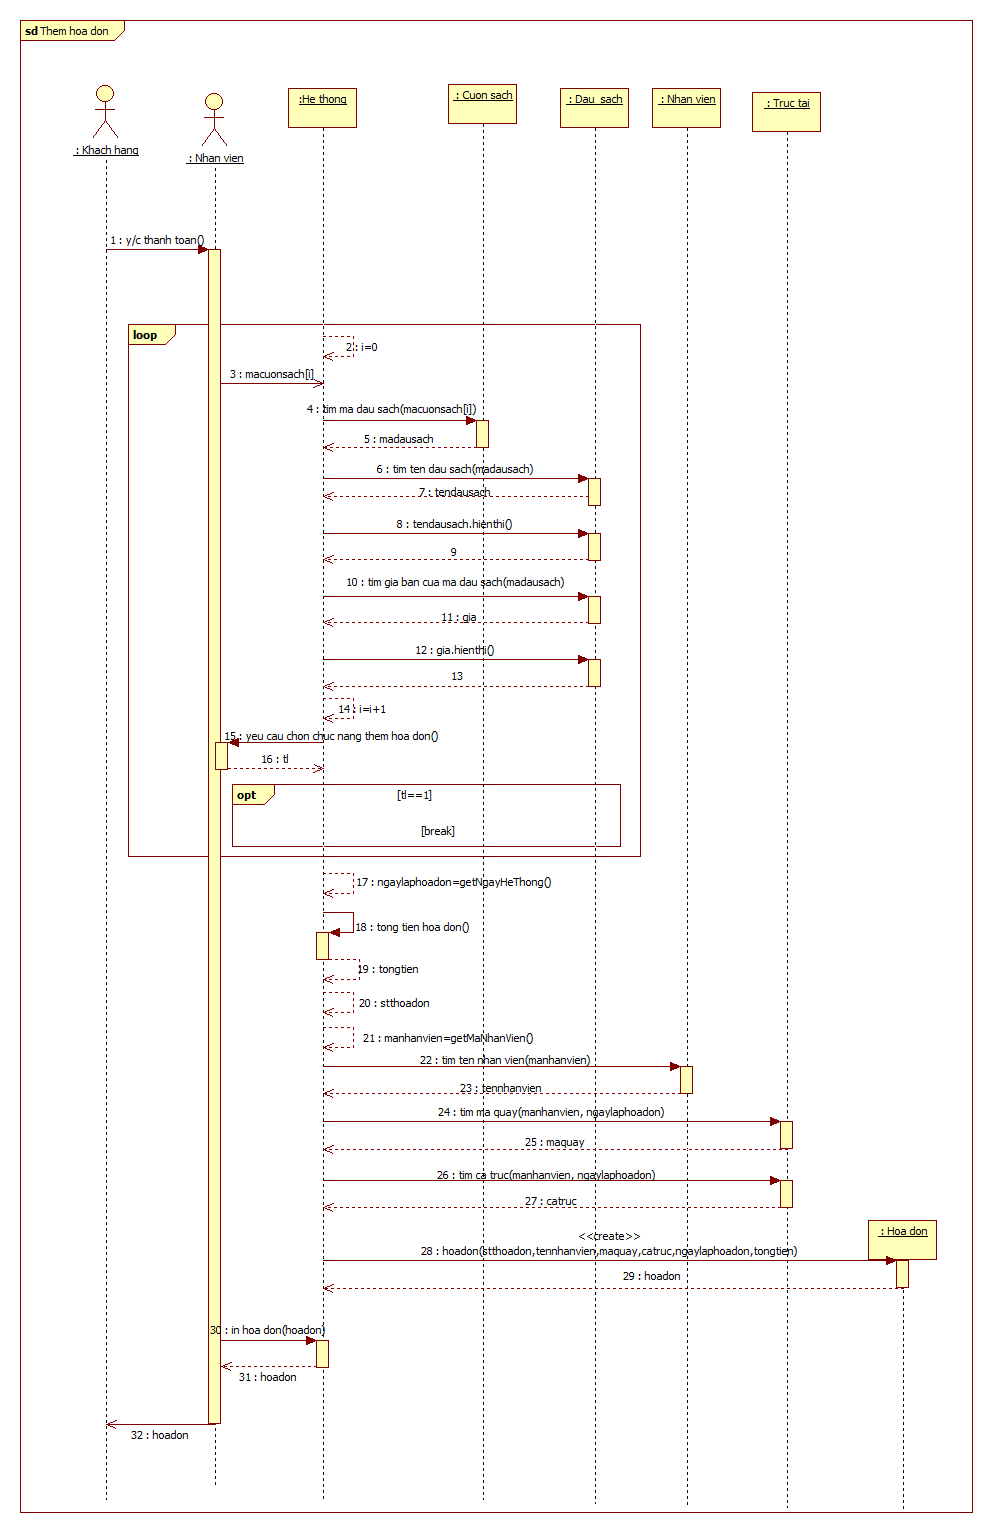 sd Them hoa don
: Khach hang
: Nhan vien
:He thong
: Cuon sach
: Dau sach
: Nhan vien
: Truc tai
1 : y/c thanh toan()
loop
2 : i=0
3 : macuonsach[i]
4 : tim ma dau sach(macuonsach[i])
5 : madausach
6 : tim ten dau sach(madausach)
7 : tendausach
8 : tendausach.hienthi()
9
10 : tim gia ban cua ma dau sach(madausach)
11 : gia
12 : gia.hienthi()
13
14 : i=i+1
15 : yeu cau chon chuc nang them hoa don()
16 : tl
opt
[tl==1]
[break]
17 : ngaylaphoadon=getNgayHeThong()
18 : tong tien hoa don()
19 : tongtien
20 : stthoadon
21 : manhanvien=getMaNhanVien()
22 : tim ten nhan vien(manhanvien)
23 : tennhanvien
24 : tim ma quay(manhanvien, ngaylaphoadon)
25 : maquay
26 : tim ca truc(manhanvien, ngaylaphoadon)
27 : catruc
: Hoa don
<<create>>
28 : hoadon(stthoadon,tennhanvien,maquay,catruc,ngaylaphoadon,tongtien)
29 : hoadon
30 : in hoa don(hoadon)
31 : hoadon
32 : hoadon